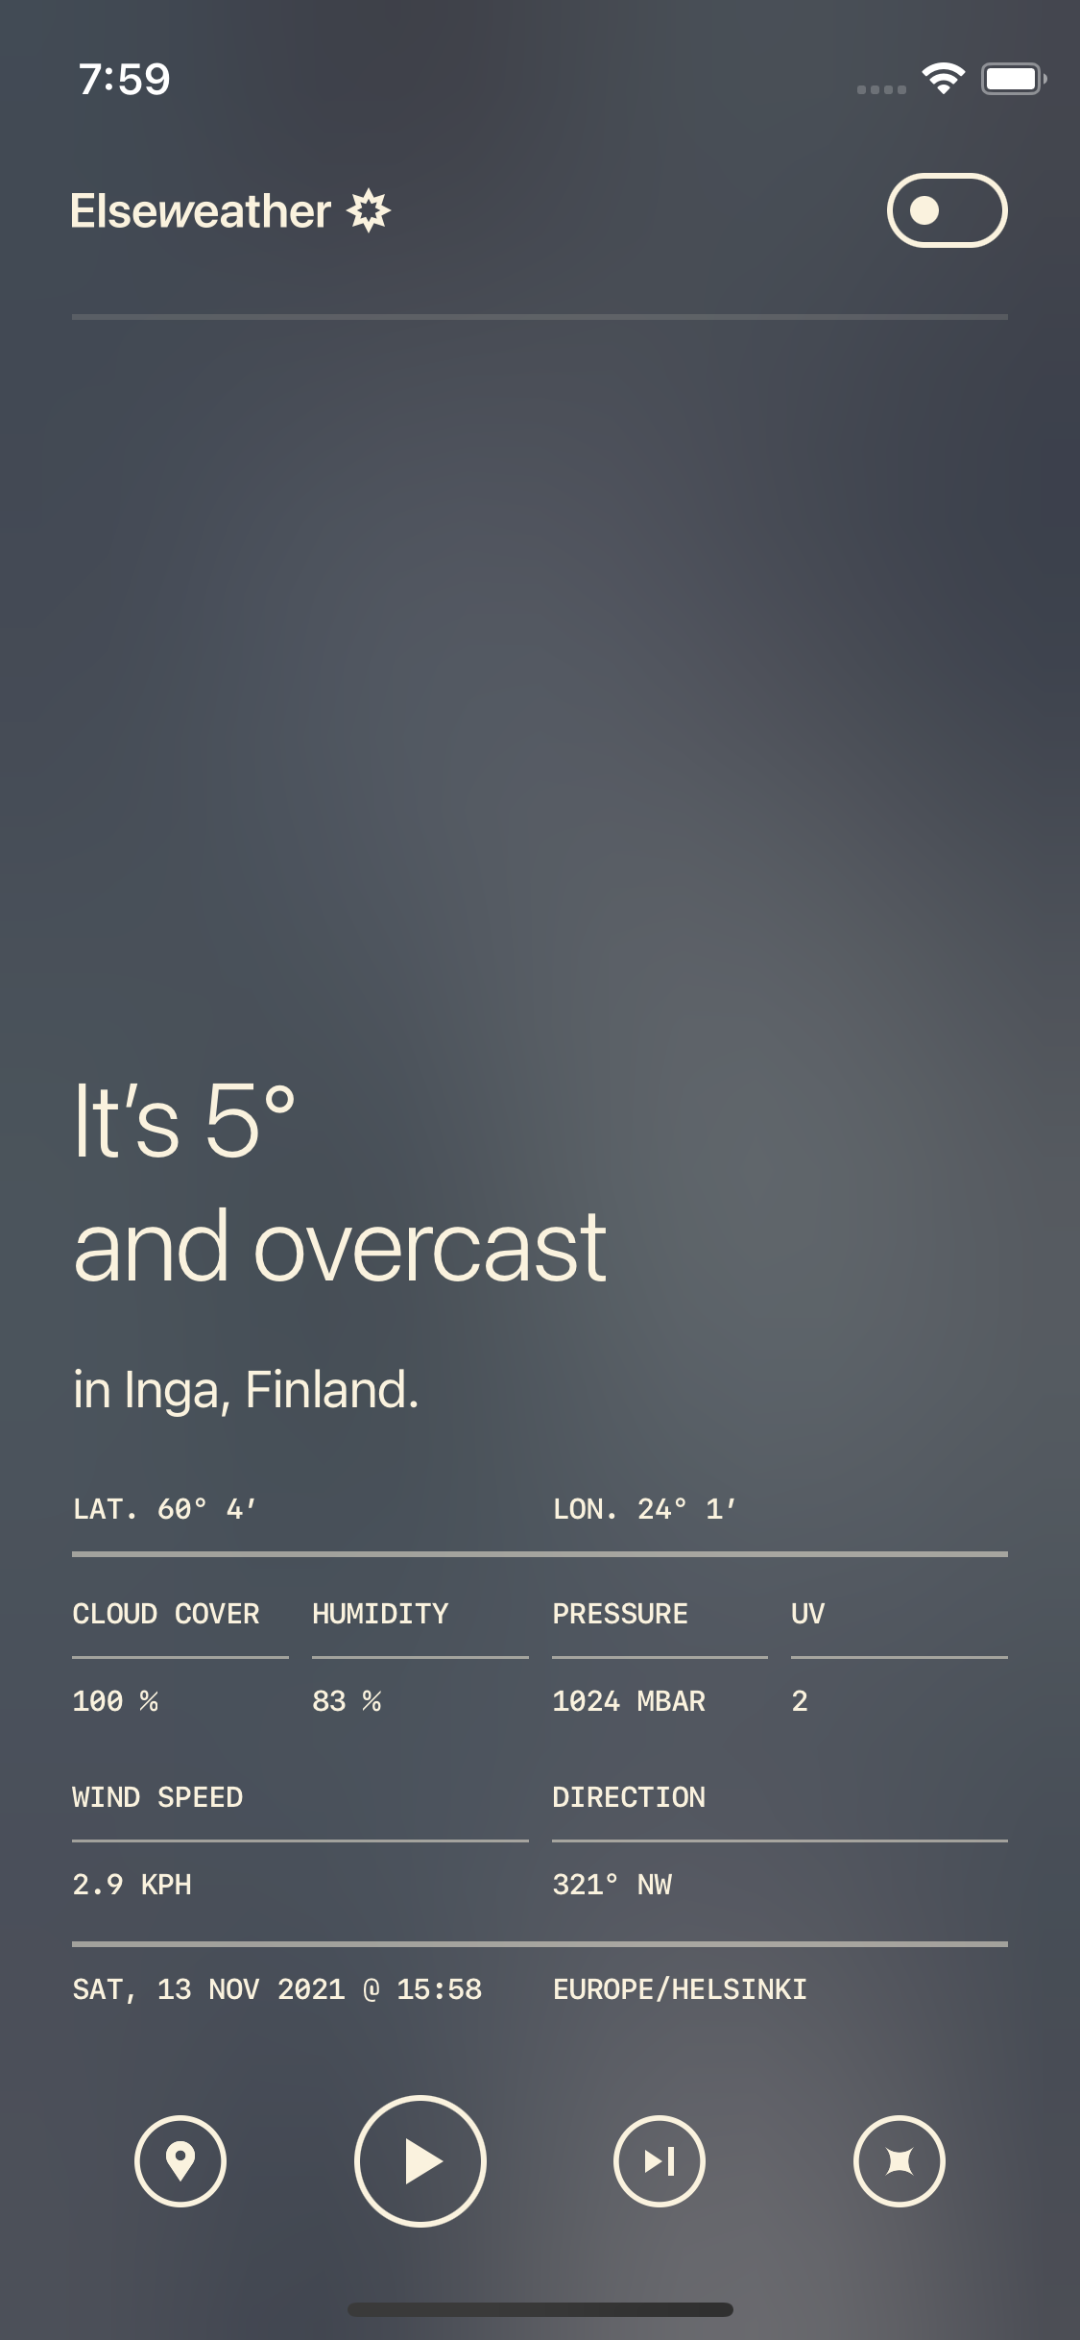 7:59
Elseweather
It’s 5°
and overcast
in Inga, Finland.
LAT. 60° 4′ LON. 24° 1′
CLOUD COVER HUMIDITY PRESSURE UV
100 % 83 % 1024 MBAR 2
WIND SPEED DIRECTION
2.9 KPH 321° NW
SAT, 13 NOV 2021 @ 15:58 EUROPE/HELSINKI